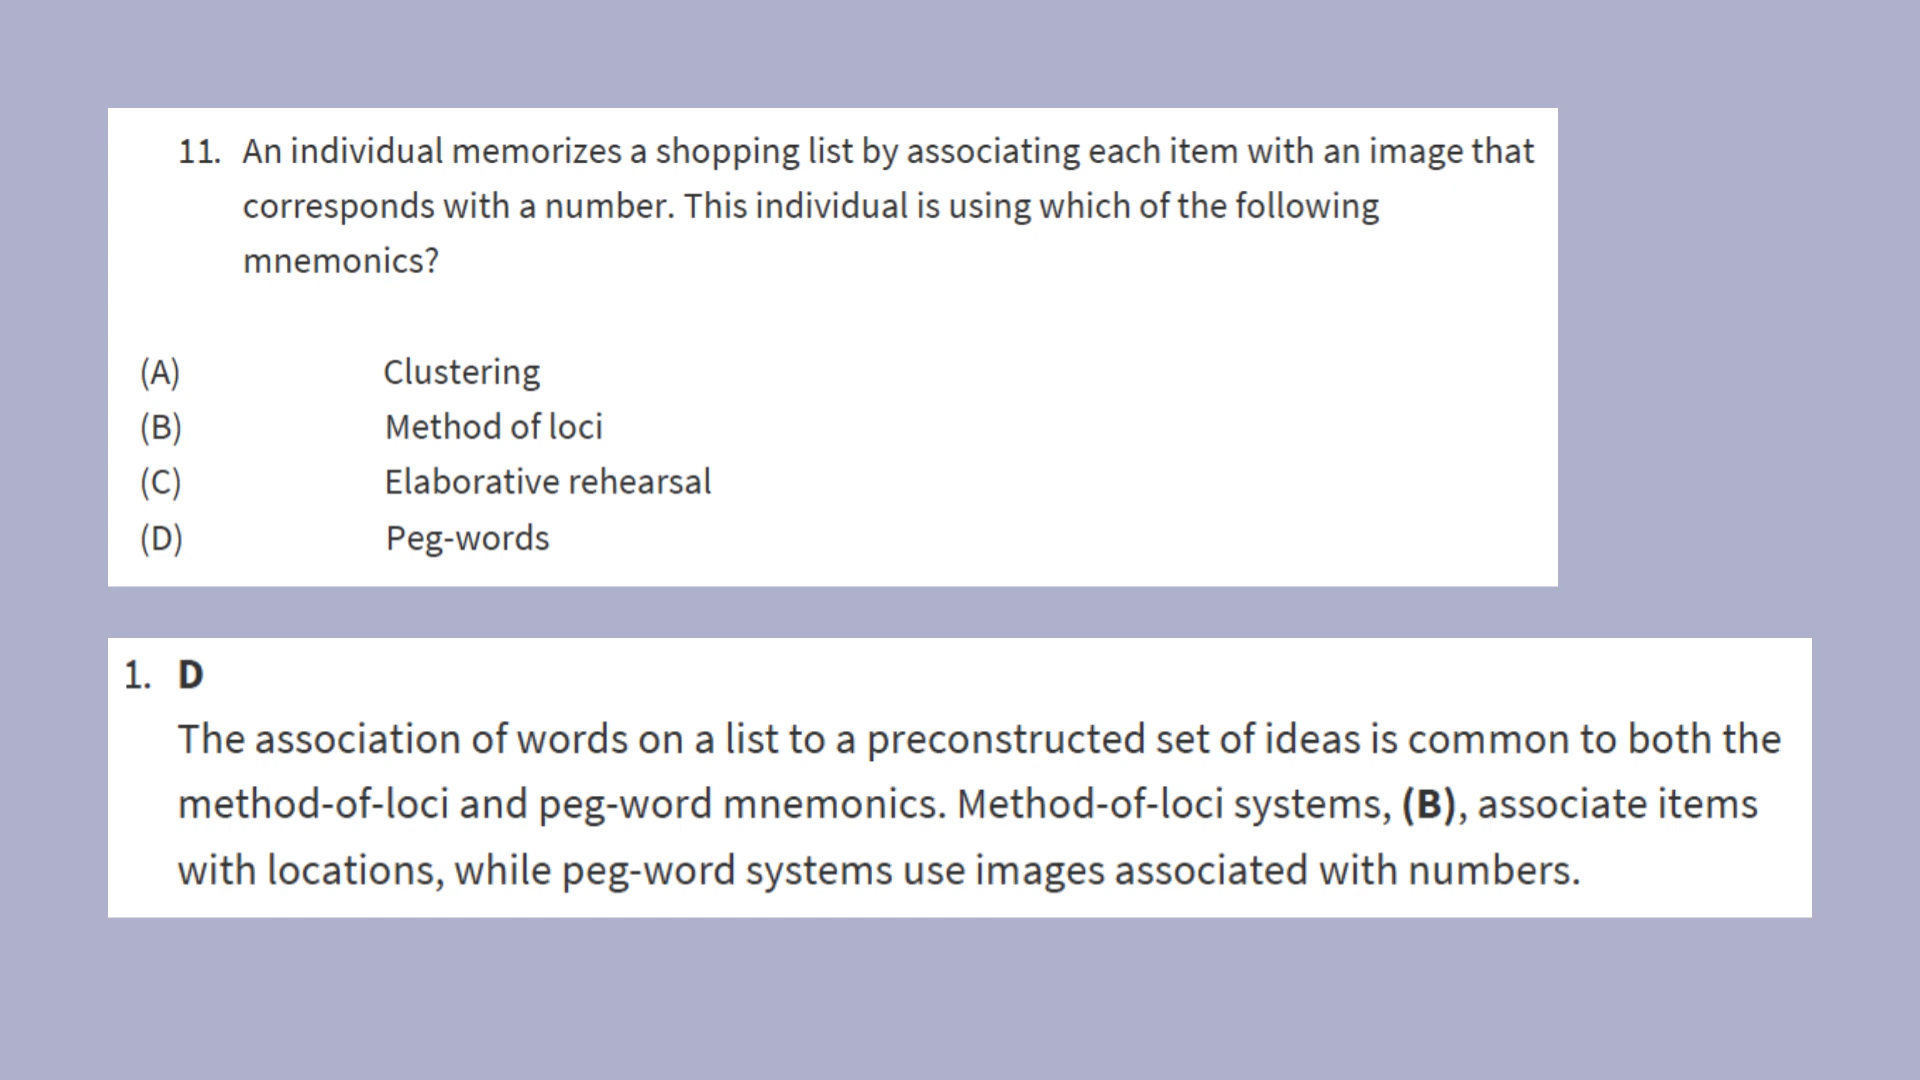 11. An individual memorizes a shopping list by associating each item with an image that
corresponds with a number. This individual is using which of the following
mnemonics?
(A) Clustering
(B) Method of loci
(C) Elaborative rehearsal
(D) Peg-words
1. D
The association of words on a list to a preconstructed set of ideas is common to both the
method-of-loci and peg-word mnemonics. Method-of-loci systems, (B), associate items
with locations, while peg-word systems use images associated with numbers.